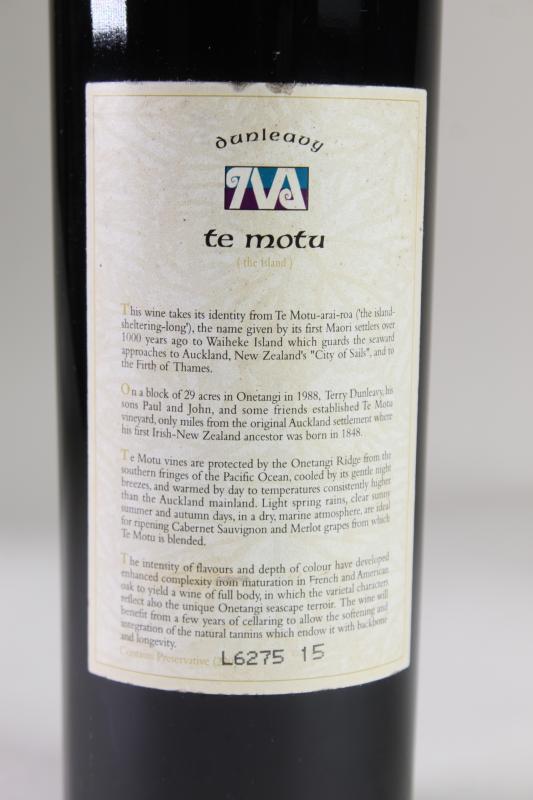 dunleavy
te motu
( the island )
This wine takes its identity from Te Motu-arai-roa ('the island-
sheltering-long'), the name given by its first Maori settlers over
1000 years ago to Waiheke Island which guards the seaward
approaches to Auckland, New Zealand's "City of Sails", and to
the Firth of Thames.
On a block of 29 acres in Onetangi in 1988, Terry Dunleavy, his
sons Paul and John, and some friends established Te Motu
vineyard, only miles from the original Auckland settlement where
his first Irish-New Zealand ancestor was born in 1848.
Te Motu vines are protected by the Onetangi Ridge from the
southern fringes of the Pacific Ocean, cooled by its gentle night
breezes, and warmed by day to temperatures consistently higher
than the Auckland mainland. Light spring rains, clear sunny
summer and autumn days, in a dry, marine atmosphere, are ideal
for ripening Cabernet Sauvignon and Merlot grapes from which
Te Motu is blended.
The intensity of flavours and depth of colour have developed
enhanced complexity from maturation in French and American
oak to yield a wine of full body, in which the varietal characters
reflect also the unique Onetangi seascape terroir. The wine will
benefit from a few years of cellaring to allow the softening and
integration of the natural tannins which endow it with backbone
and longevity.
Contains Preservative L6275 15